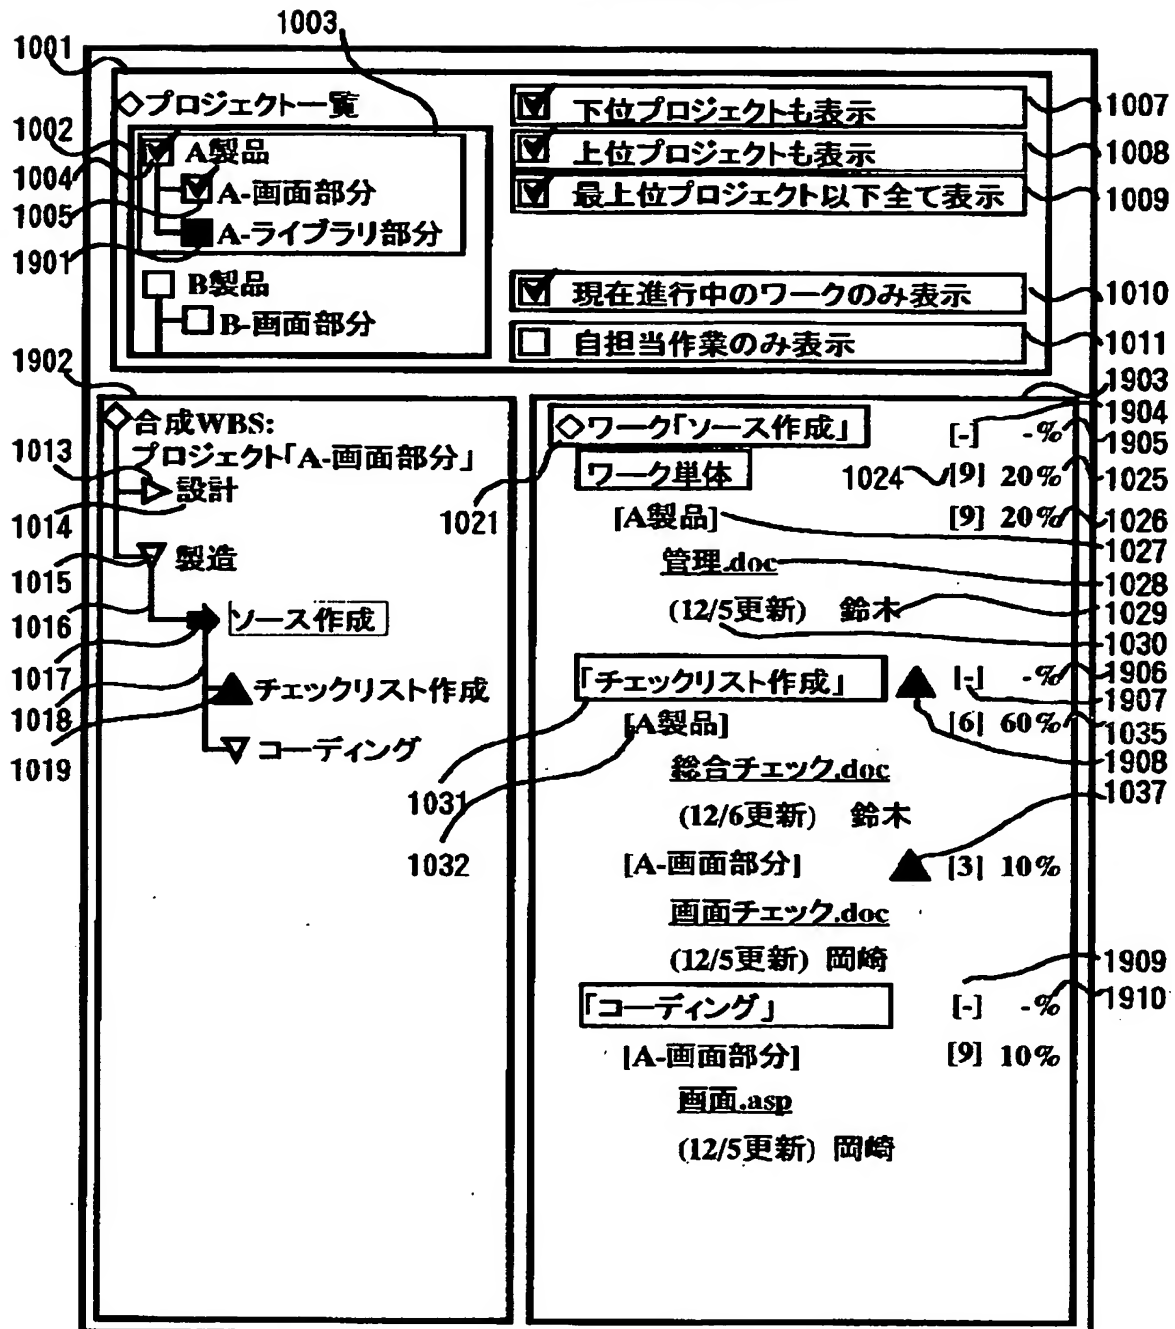 1003
1001
◇プロジェクト一覧
下位プロジェクトも表示
1007
1002
A製品
上位プロジェクトも表示
1008
1004
A-画面部分
最上位プロジェクト以下全て表示
1009
1005
A-ライブラリ部分
1901
B製品
現在進行中のワークのみ表示
1010
B-画面部分
自担当作業のみ表示
1011
1902
1903
合成WBS:
◇ワーク「ソース作成」
[-] -%
1904
1905
1013
プロジェクト「A-画面部分」
ワーク単体
1024
[9] 20%
1025
設計
1014
1021
[A製品]
[9] 20%
1026
1027
製造
1015
管理.doc
1028
1016
ソース作成
(12/5更新) 鈴木
1029
1030
1017
チェックリスト作成
「チェックリスト作成」
[-] -%
1906
1907
1018
[A製品]
[6] 60%
1035
1019
コーディング
1908
1031
総合チェック.doc
1037
(12/6更新) 鈴木
1032
[A-画面部分]
[3] 10%
画面チェック.doc
(12/5更新) 岡崎
1909
「コーディング」
[-] -%
1910
[A-画面部分]
[9] 10%
画面.asp
(12/5更新) 岡崎